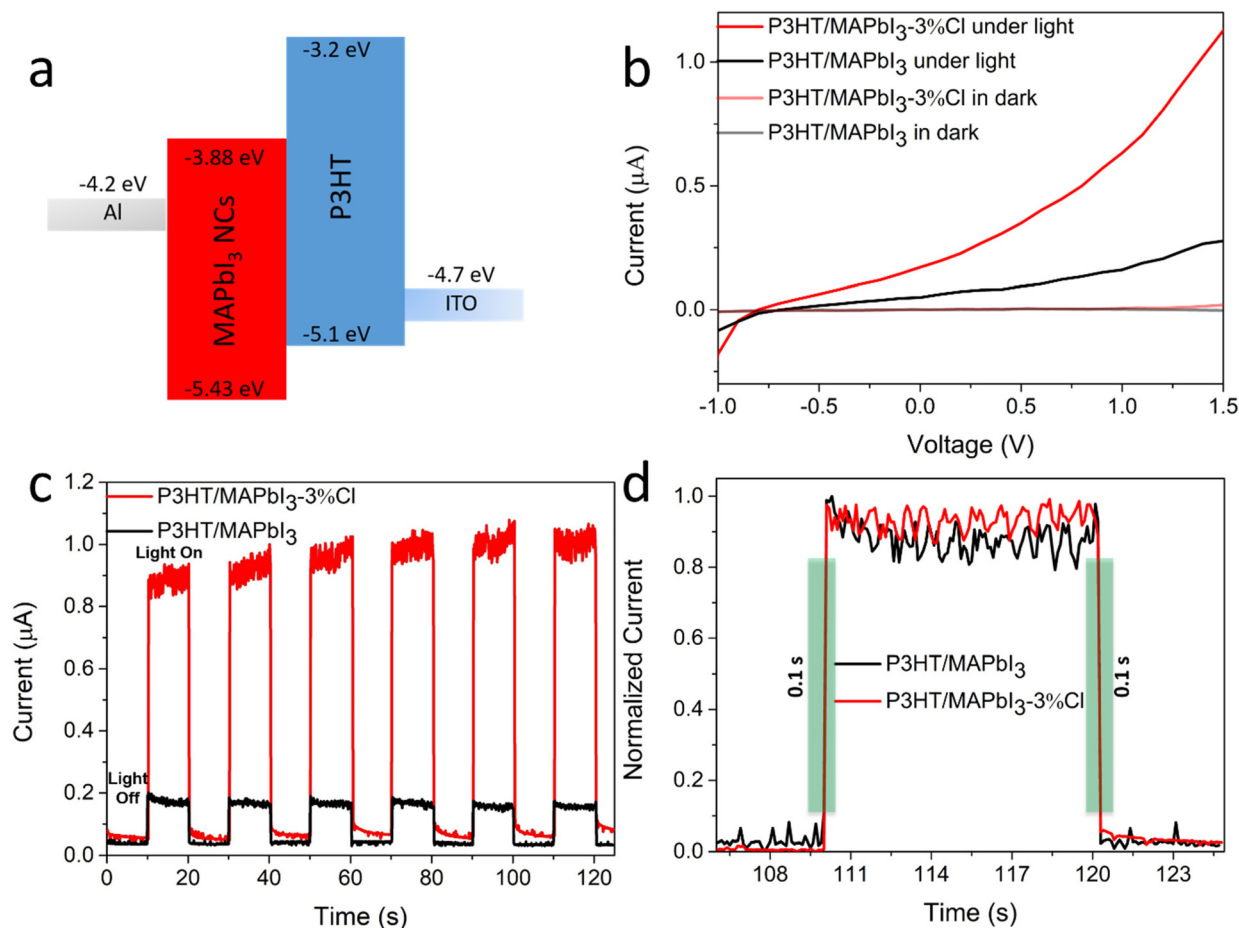 a
-3.2 eV
-3.88 eV
-4.2 eV
Al
MAPbI₃ NCs
P3HT
-4.7 eV
ITO
-5.1 eV
-5.43 eV
b
P3HT/MAPbI₃-3%Cl under light
P3HT/MAPbI₃ under light
P3HT/MAPbI₃-3%Cl in dark
P3HT/MAPbI₃ in dark
Current (μA)
1.0
0.5
0.0
-1.0 -0.5 0.0 0.5 1.0 1.5
Voltage (V)
c
P3HT/MAPbI₃-3%Cl
P3HT/MAPbI₃
Light On
Light
Off
Current (μA)
1.2
1.0
0.8
0.6
0.4
0.2
0.0
0 20 40 60 80 100 120
Time (s)
d
Normalized Current
1.0
0.8
0.6
0.4
0.2
0.0
0.1 s
P3HT/MAPbI₃
P3HT/MAPbI₃-3%Cl
0.1 s
108 111 114 117 120 123
Time (s)